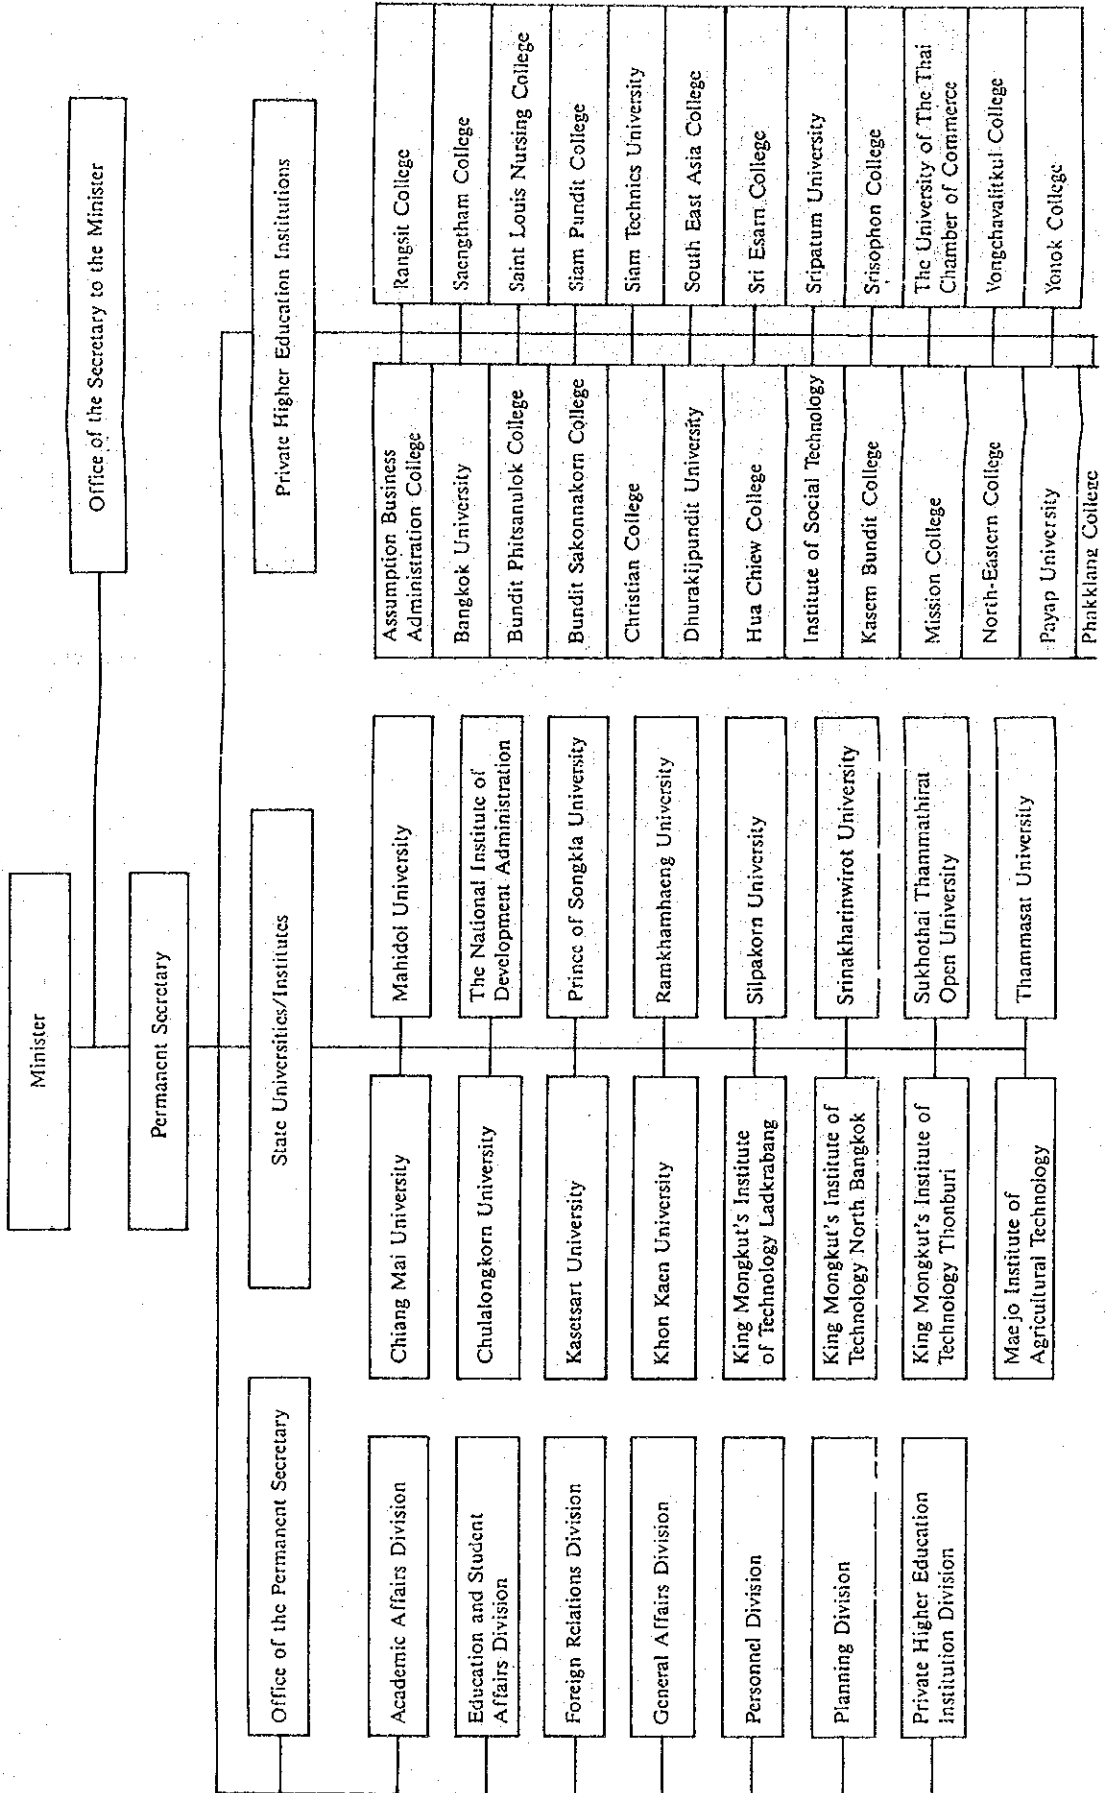 Minister
Office of the Secretary to the Minister
Permanent Secretary
Office of the Permanent Secretary
State Universities/Institutes
Private Higher Education Institutions
Academic Affairs Division
Education and Student
Affairs Division
Foreign Relations Division
General Affairs Division
Personnel Division
Planning Division
Private Higher Education
Institution Division
Chiang Mai University
Chulalongkorn University
Kasetsart University
Khon Kaen University
King Mongkut's Institute
of Technology Ladkrabang
King Mongkut's Institute of
Technology North Bangkok
King Mongkut's Institute of
Technology Thonburi
Maejo Institute of
Agricultural Technology
Mahidol University
The National Institute of
Development Administration
Prince of Songkla University
Ramkhamhaeng University
Silpakorn University
Srinakharinwirot University
Sukhothai Thammathirat
Open University
Thammasat University
Assumption Business
Administration College
Bangkok University
Bundit Phitsanulok College
Bundit Sakonnakorn College
Christian College
Dhurakijpundit University
Hua Chiew College
Institute of Social Technology
Kasem Bundit College
Mission College
North-Eastern College
Payap University
Phakklang College
Rangsit College
Saengtham College
Saint Louis Nursing College
Siam Pundit College
Siam Technics University
South East Asia College
Sri Esarn College
Sripatum University
Srisophon College
The University of The Thai
Chamber of Commerce
Vongchavalitkul College
Yonok College